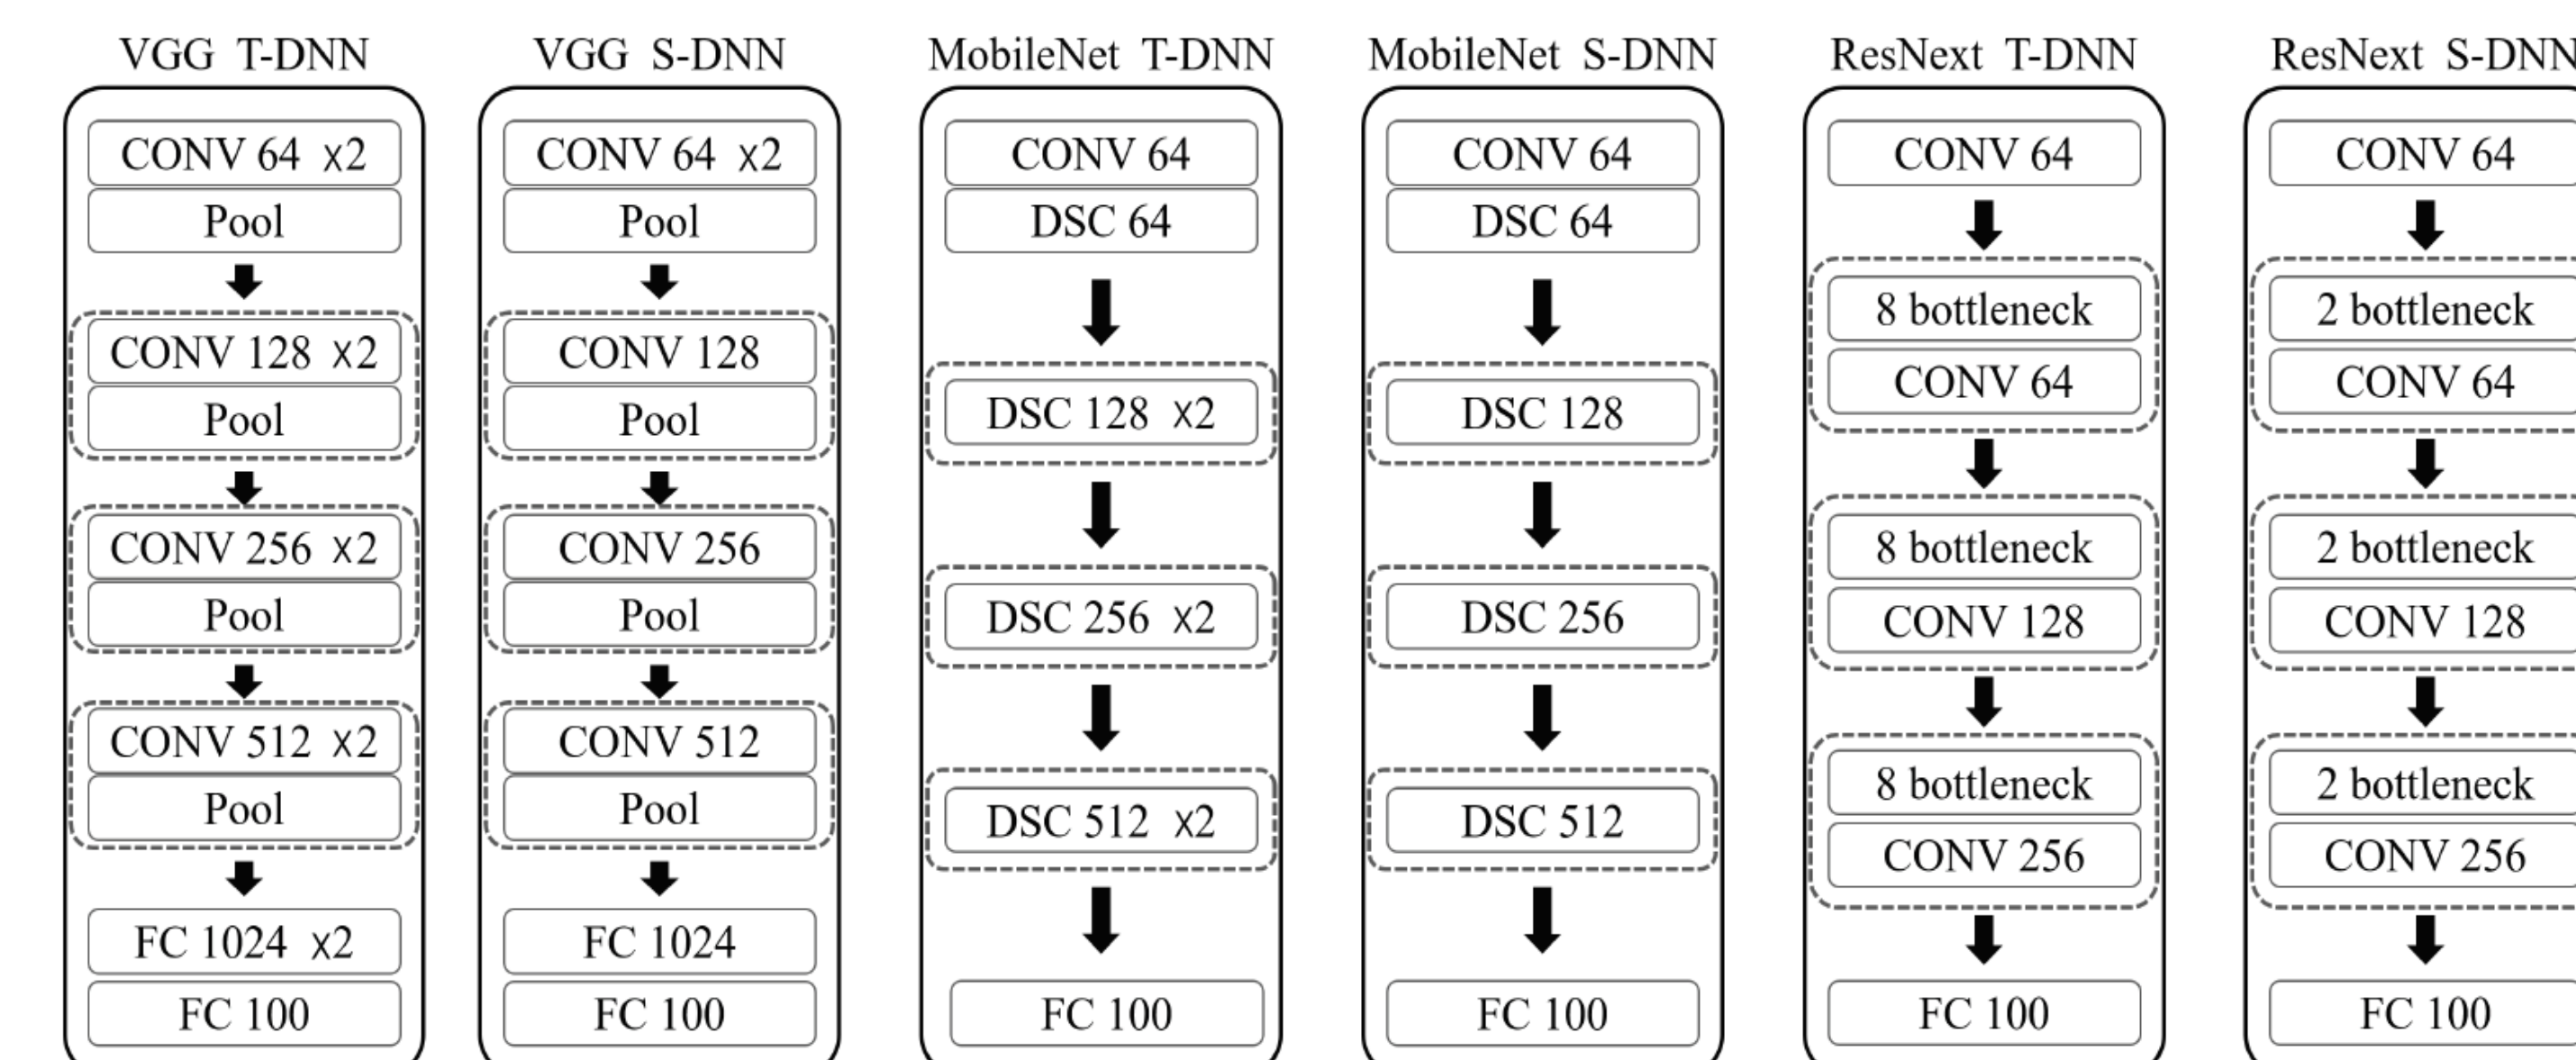 VGG T-DNN
CONV 64 x2
Pool
CONV 128 x2
Pool
CONV 256 x2
Pool
CONV 512 x2
Pool
FC 1024 x2
FC 100
VGG S-DNN
CONV 64 x2
Pool
CONV 128
Pool
CONV 256
Pool
CONV 512
Pool
FC 1024
FC 100
MobileNet T-DNN
CONV 64
DSC 64
DSC 128 x2
DSC 256 x2
DSC 512 x2
FC 100
MobileNet S-DNN
CONV 64
DSC 64
DSC 128
DSC 256
DSC 512
FC 100
ResNext T-DNN
CONV 64
8 bottleneck
CONV 64
8 bottleneck
CONV 128
8 bottleneck
CONV 256
FC 100
ResNext S-DNN
CONV 64
2 bottleneck
CONV 64
2 bottleneck
CONV 128
2 bottleneck
CONV 256
FC 100